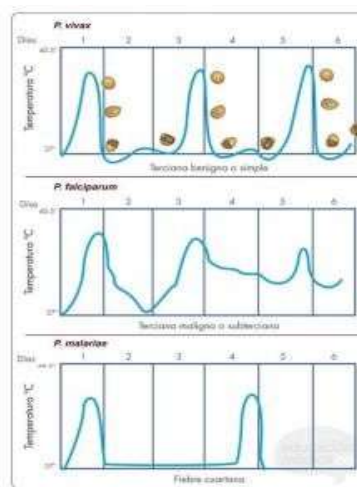 P. vivax
Días 1 2 3 4 5 6
Temperatura °C
Terciana benigna o simple
P. falciparum
Días 1 2 3 4 5 6
Temperatura °C
Terciana maligna o subterciana
P. malariae
Días 1 2 3 4 5 6
Temperatura °C
Fiebre cuartana